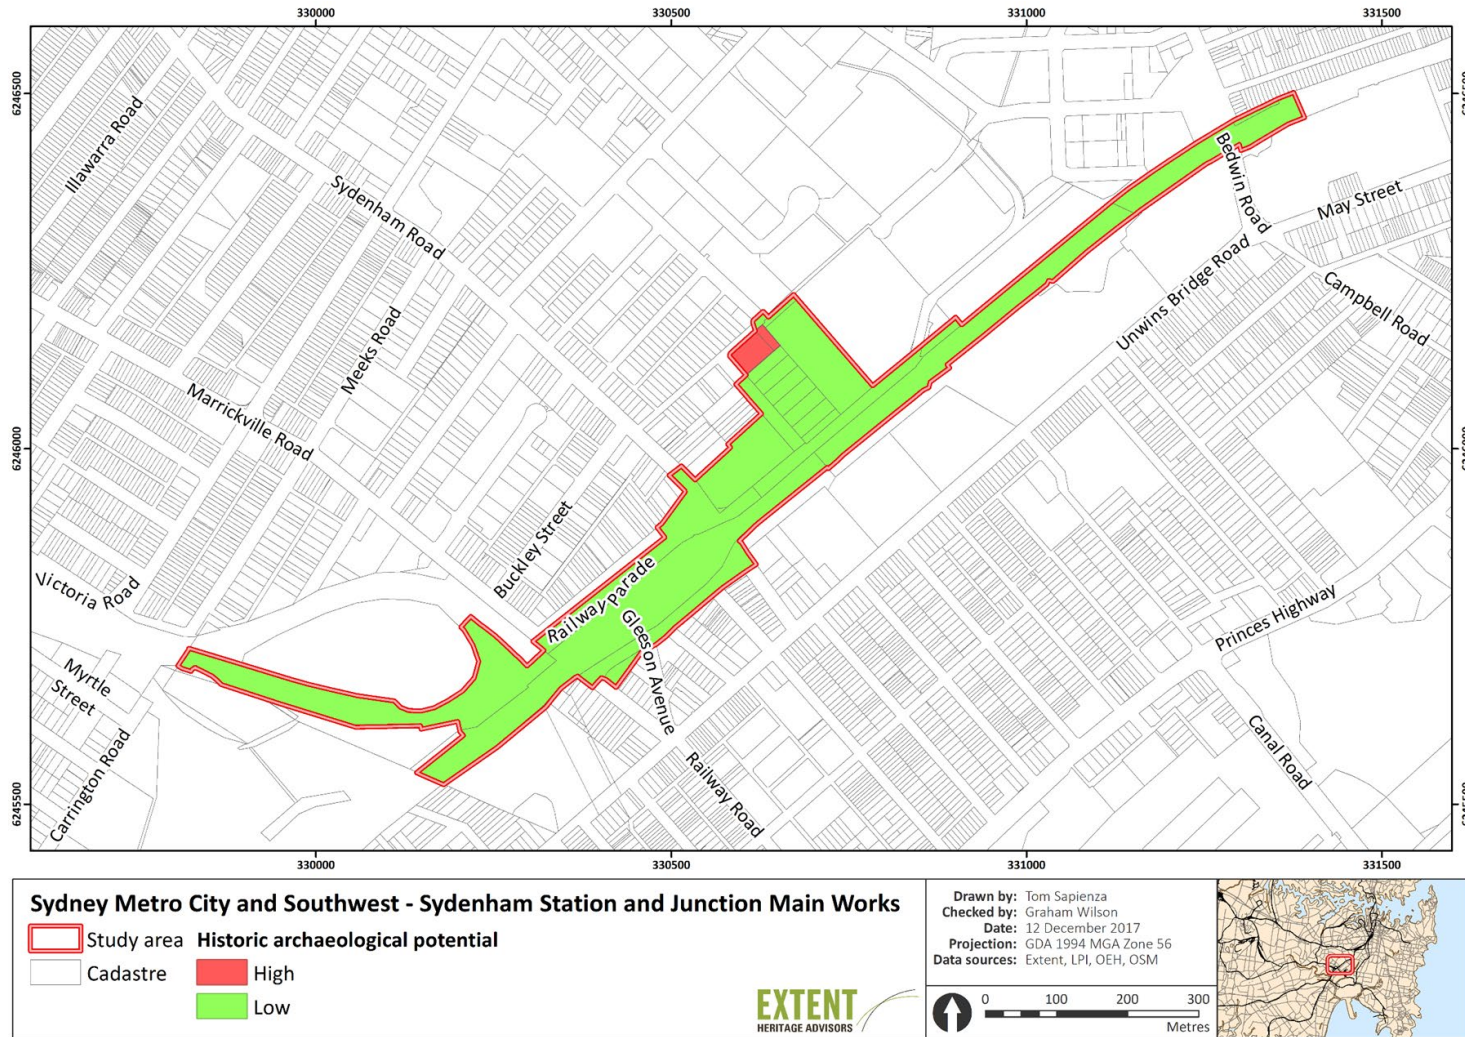 330000 330500 331000 331500
6246500
6246500
Illawarra Road
Sydenham Road
Bedwin Road
May Street
Unwins Bridge Road
Campbell Road
Meeks Road
Marrickville Road
6246000
6246000
Buckley Street
Railway Parade
Gleeson Avenue
Victoria Road
Princes Highway
Myrtle
Street
Carrington Road
Railway Road
Canal Road
6245500
6245500
330000 330500 331000 331500
Sydney Metro City and Southwest - Sydenham Station and Junction Main Works
Study area Historic archaeological potential
Cadastre High
Low
EXTENT
HERITAGE ADVISORS
Drawn by: Tom Sapienza
Checked by: Graham Wilson
Date: 12 December 2017
Projection: GDA 1994 MGA Zone 56
Data sources: Extent, LPI, OEH, OSM
0 100 200 300
Metres